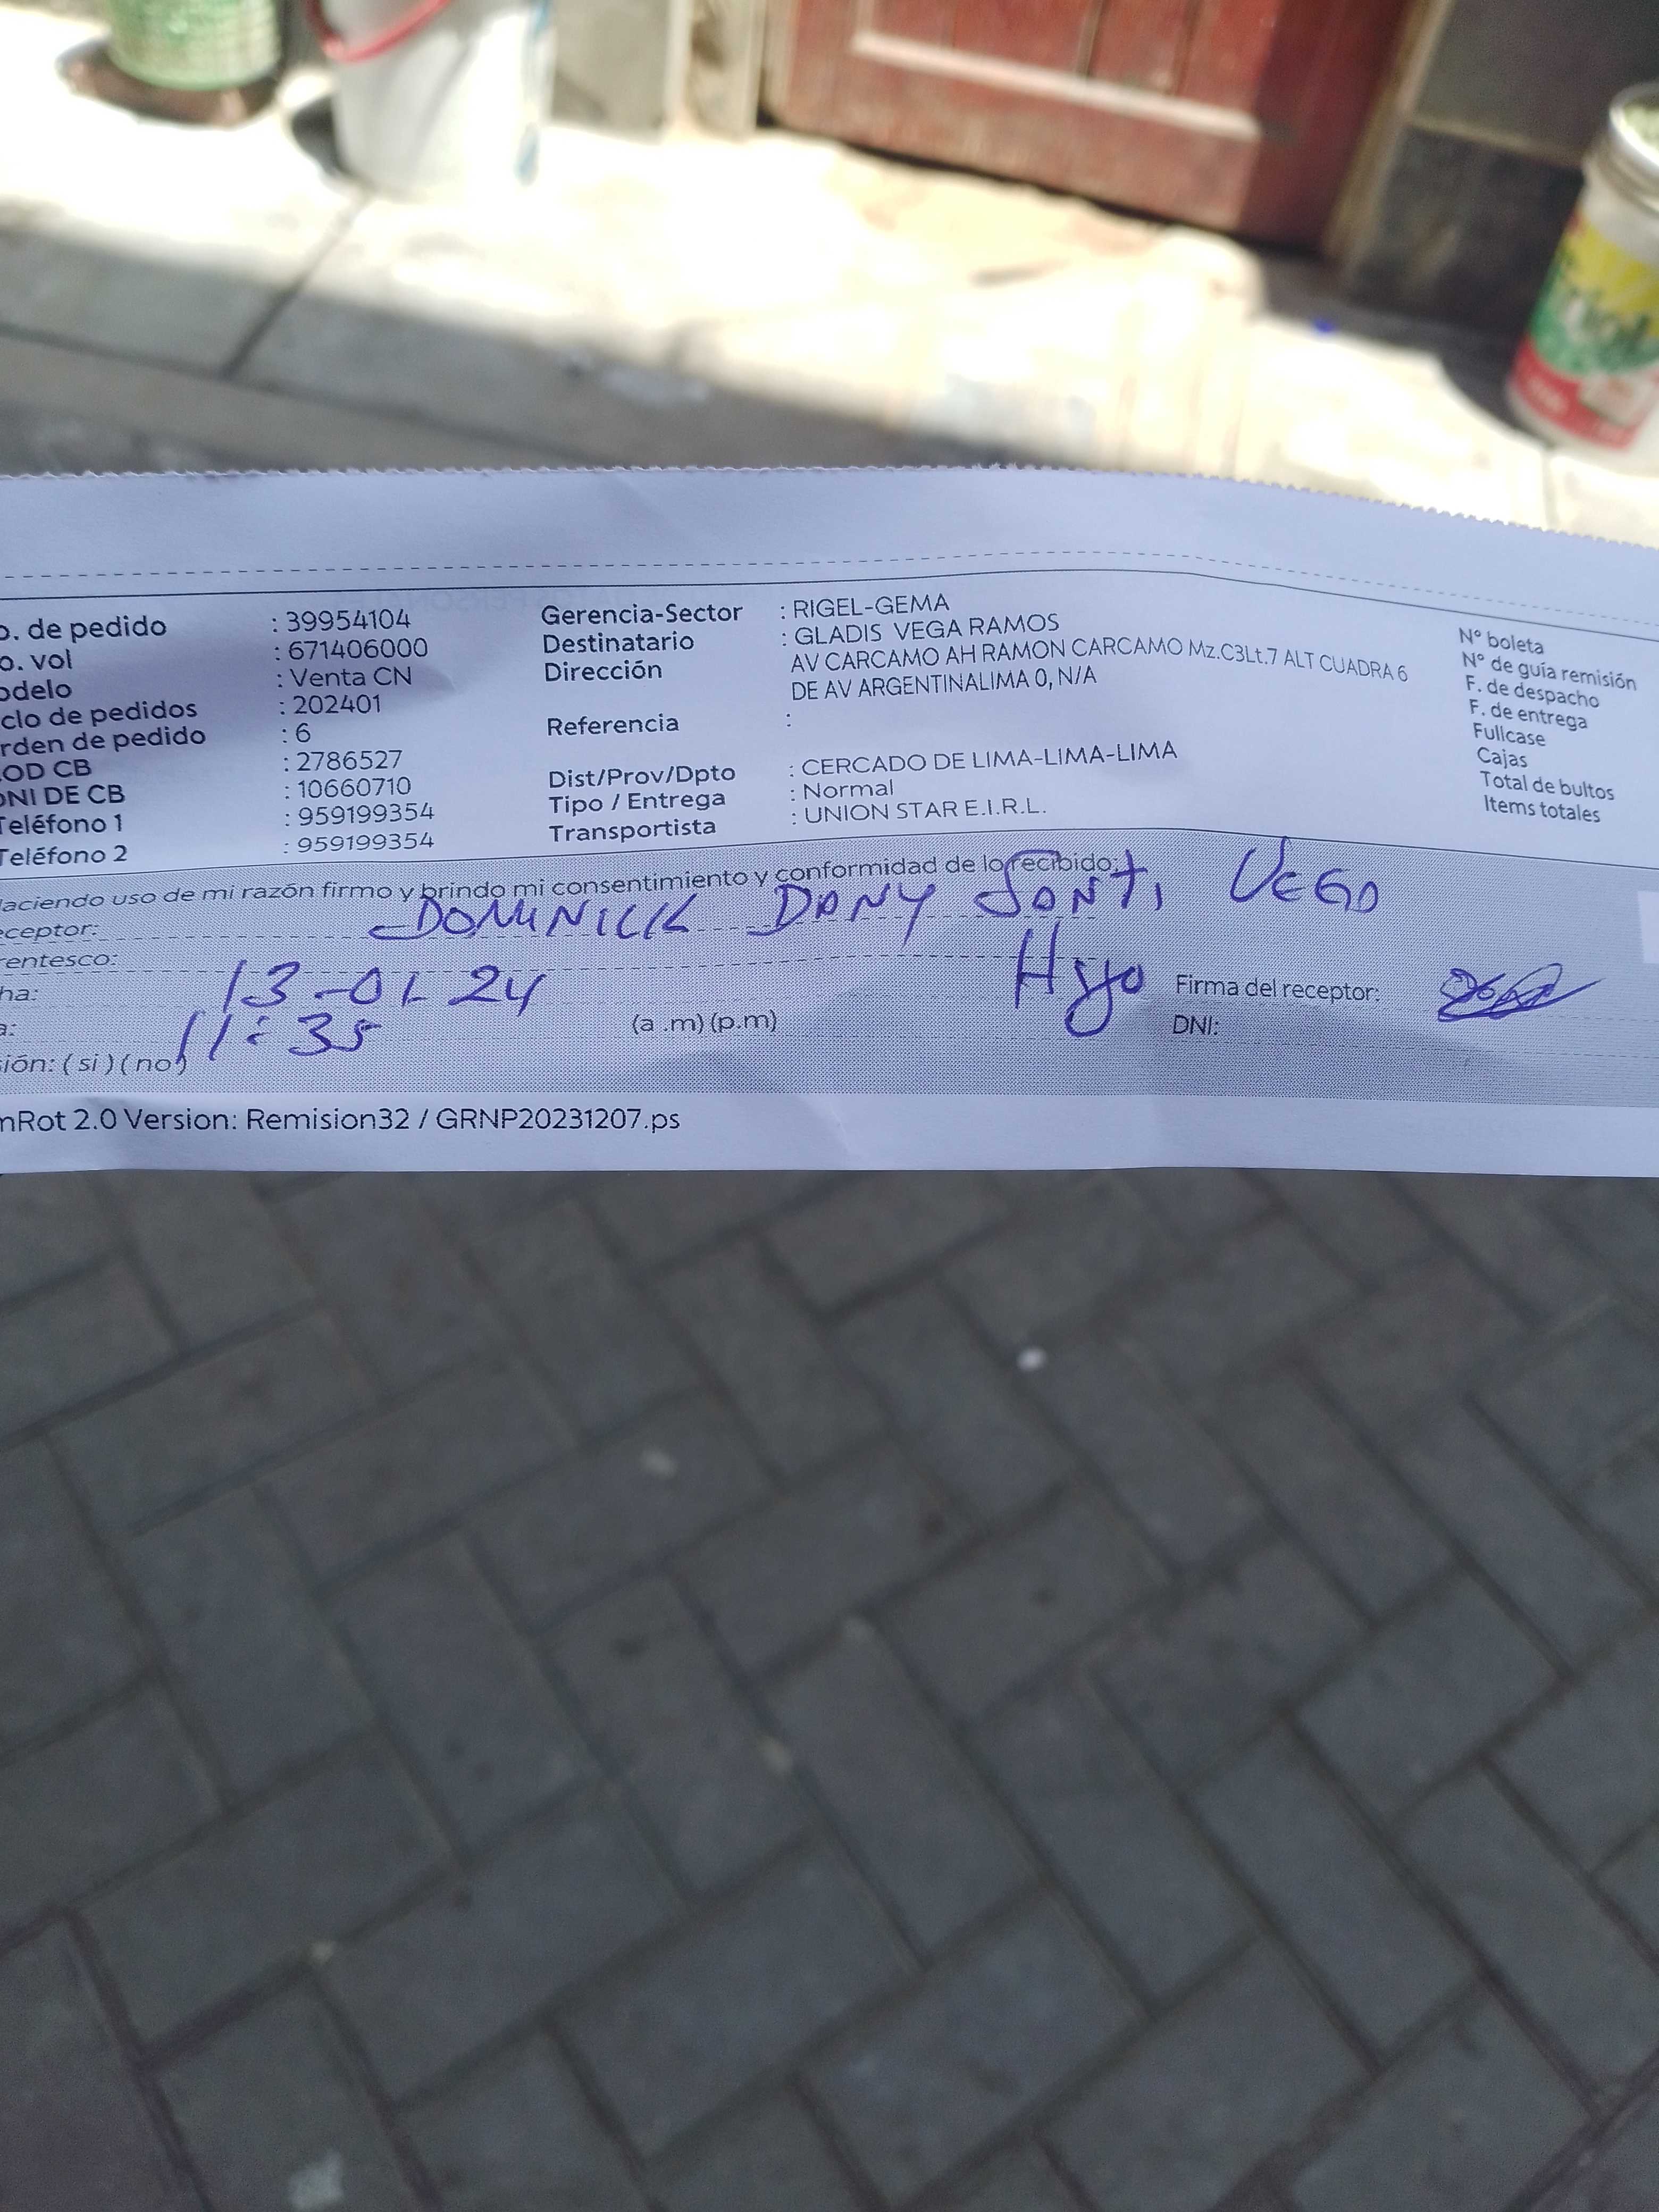 o. de pedido : 39954104
o. vol : 671406000
odelo : Venta CN
clo de pedidos : 202401
rden de pedido : 6
OD CB : 2786527
DNI DE CB : 10660710
Teléfono 1 : 959199354
Teléfono 2 : 959199354
Gerencia-Sector : RIGEL-GEMA
Destinatario : GLADIS VEGA RAMOS
Dirección AV CARCAMO AH RAMON CARCAMO Mz.C3Lt.7 ALT CUADRA 6
DE AV ARGENTINALIMA 0, N/A
Referencia :
Dist/Prov/Dpto : CERCADO DE LIMA-LIMA-LIMA
Tipo / Entrega : Normal
Transportista : UNION STAR E.I.R.L.
N° boleta
N° de guía remisión
F. de despacho
F. de entrega
Fullcase
Cajas
Total de bultos
Items totales
Haciendo uso de mi razón firmo y brindo mi consentimiento y conformidad de lo recibido:
eceptor: DOMINICK DANY SANTI VEGA
rentesco: Hijo
ha: 13-01-24
a: 11:35 (a .m) (p.m)
Firma del receptor:
DNI:
sión: ( si ) ( no )
mRot 2.0 Version: Remision32 / GRNP20231207.ps